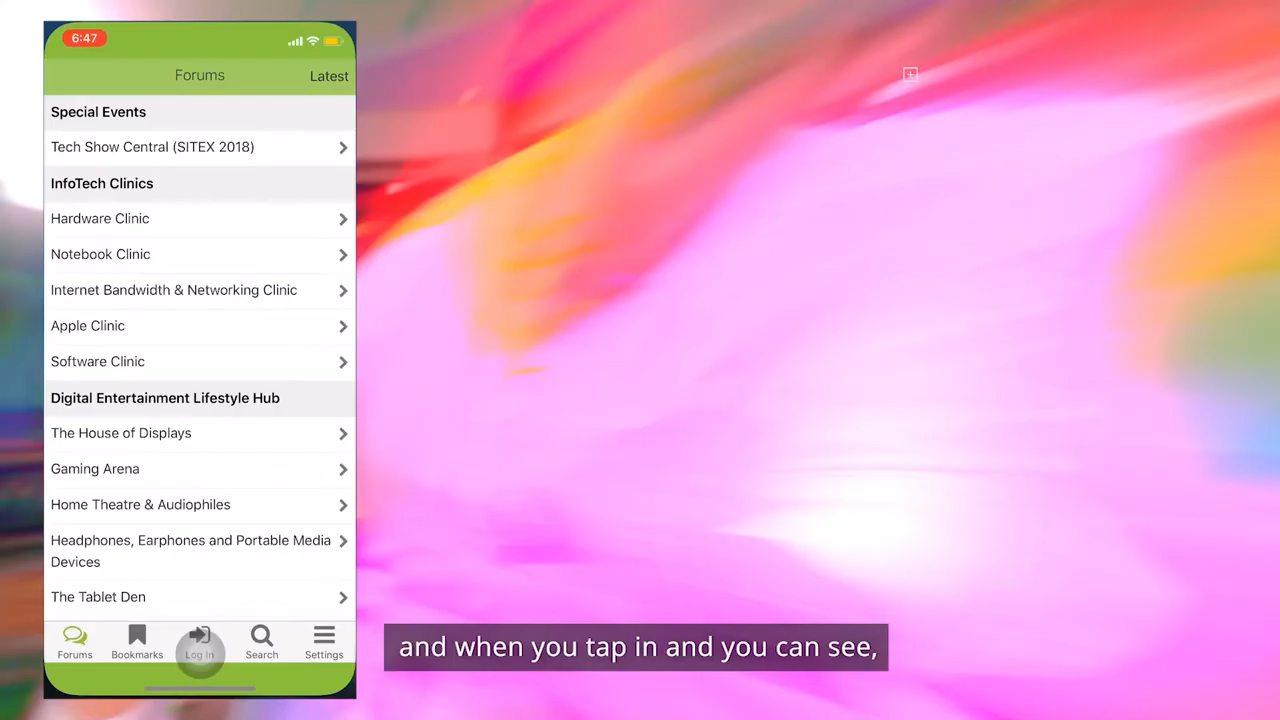 6:47
Forums
Latest
Special Events
Tech Show Central (SITEX 2018)
InfoTech Clinics
Hardware Clinic
Notebook Clinic
Internet Bandwidth & Networking Clinic
Apple Clinic
Software Clinic
Digital Entertainment Lifestyle Hub
The House of Displays
Gaming Arena
Home Theatre & Audiophiles
Headphones, Earphones and Portable Media
Devices
The Tablet Den
Forums
Bookmarks
Log In
Search
Settings
and when you tap in and you can see,